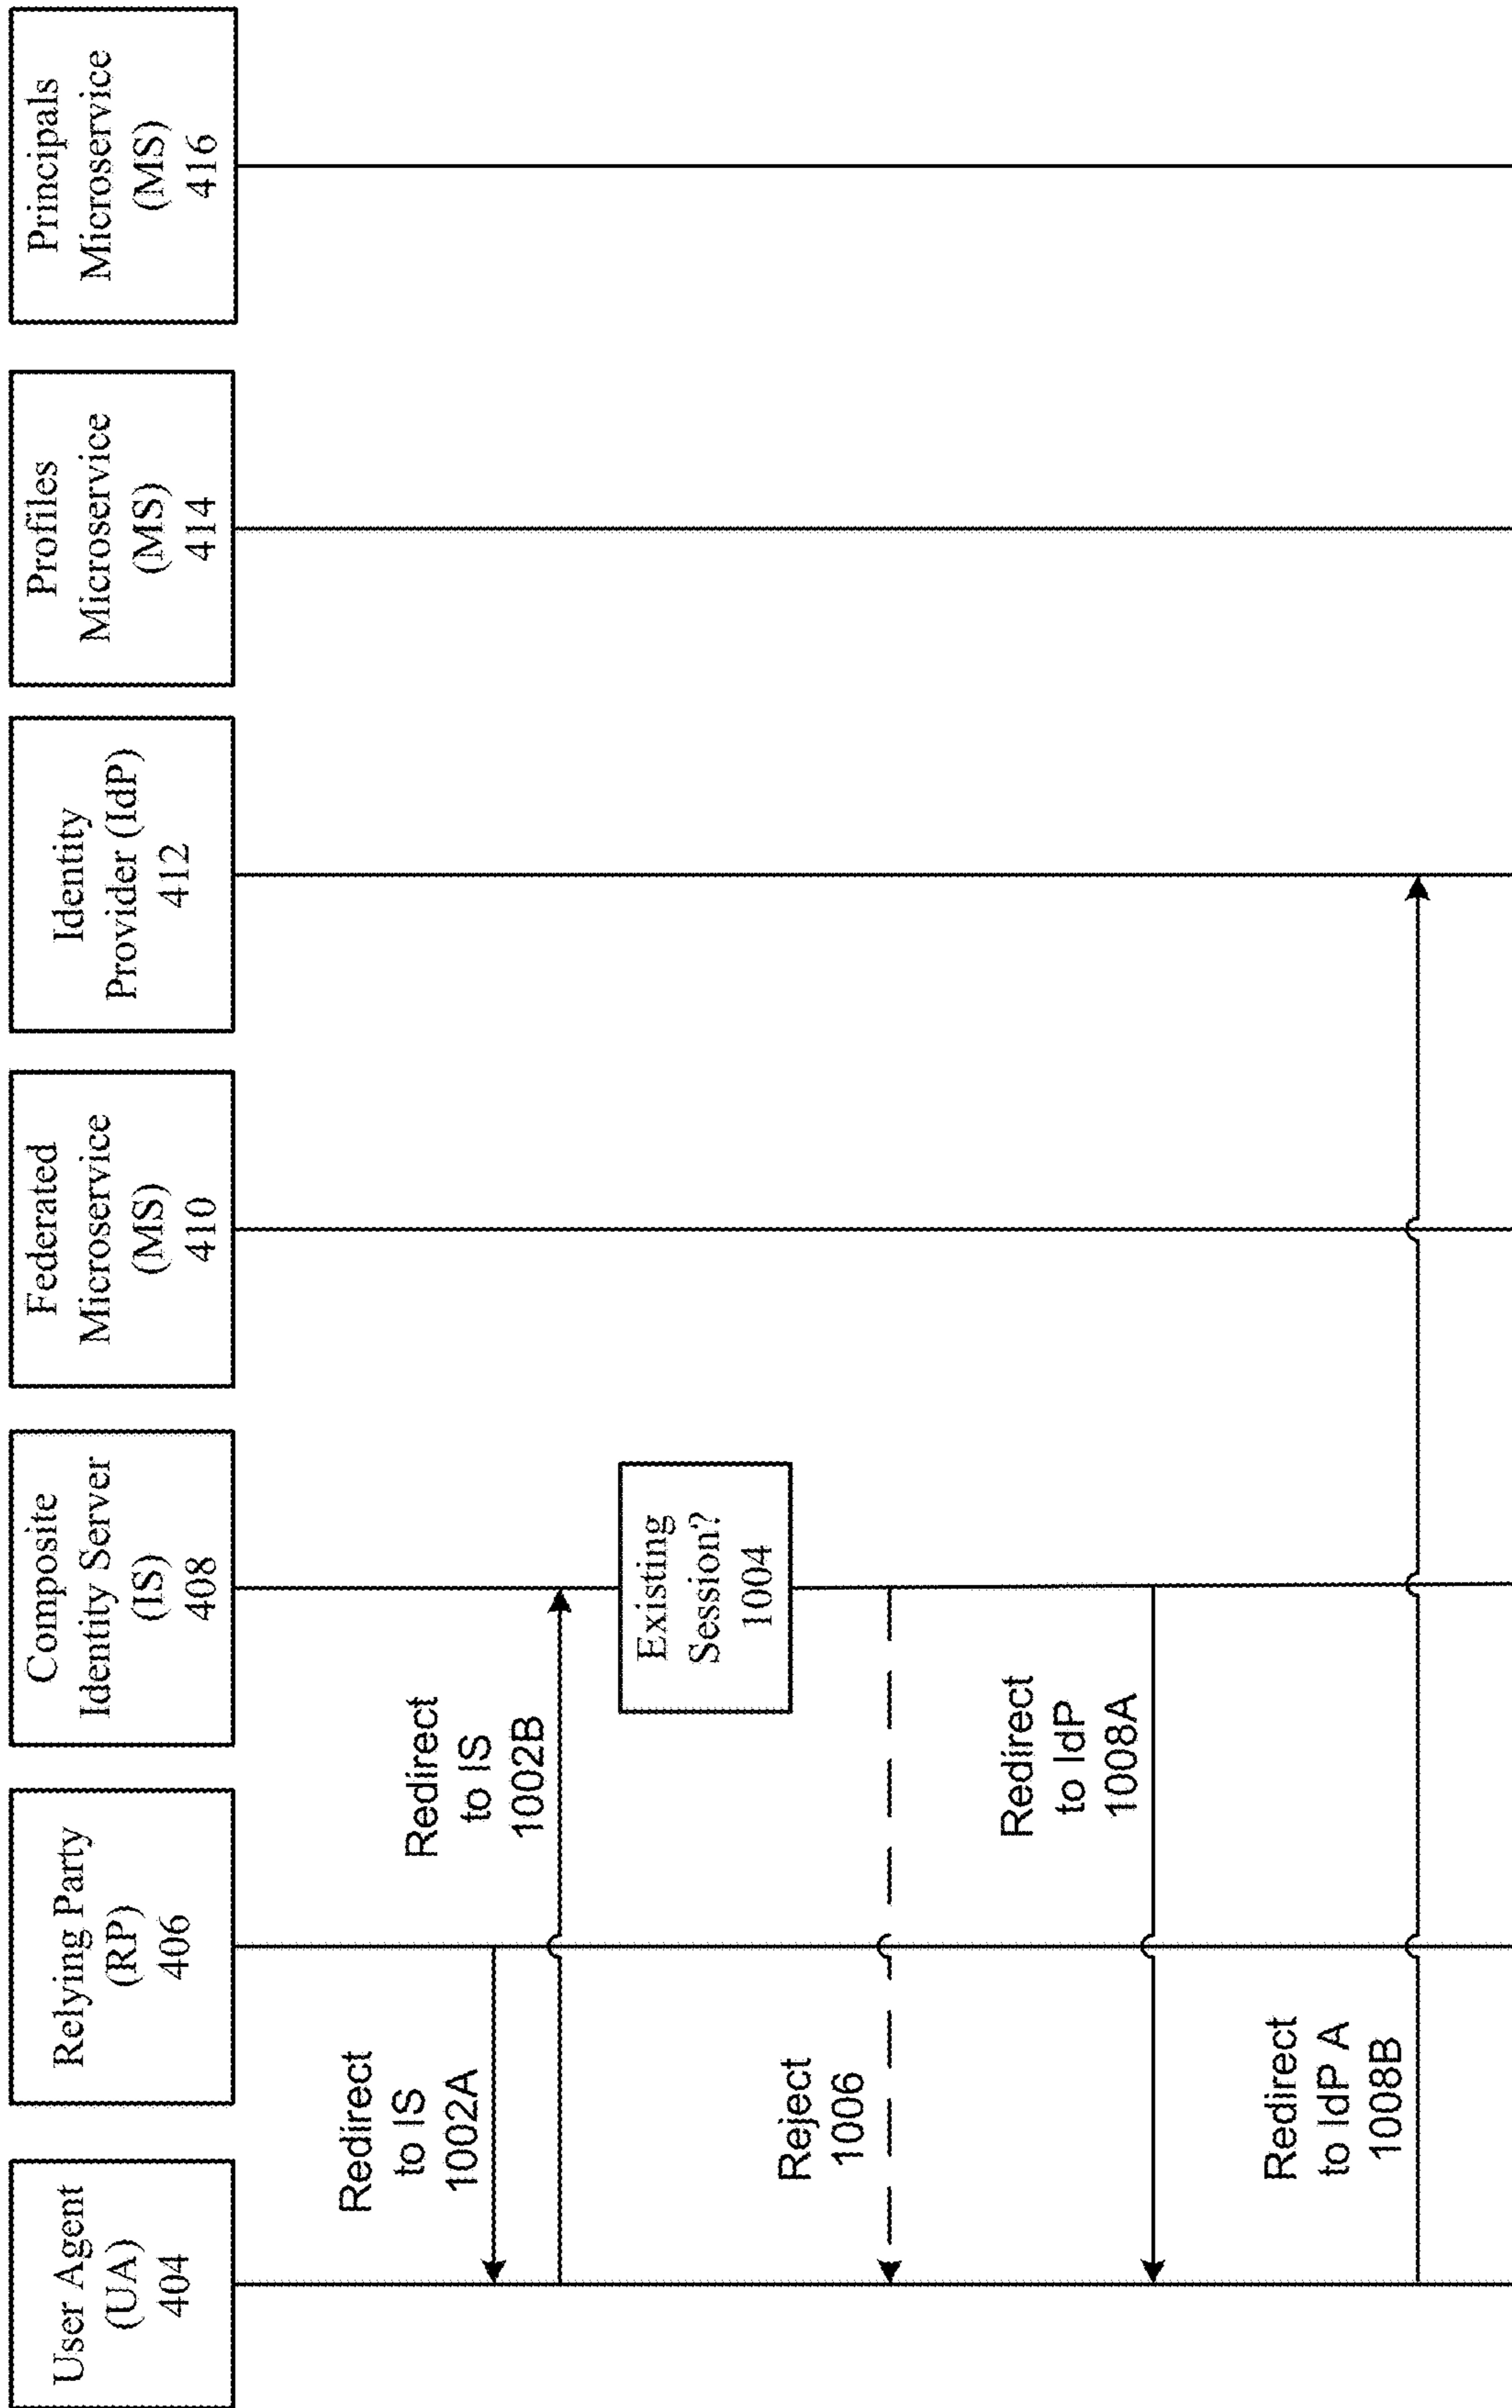 User Agent
(UA)
404
Relying Party
(RP)
406
Composite
Identity Server
(IS)
408
Federated
Microservice
(MS)
410
Identity
Provider (IdP)
412
Profiles
Microservice
(MS)
414
Principals
Microservice
(MS)
416
Redirect
to IS
1002A
Redirect
to IS
1002B
Existing
Session?
1004
Reject
1006
Redirect
to IdP
1008A
Redirect
to IdP A
1008B